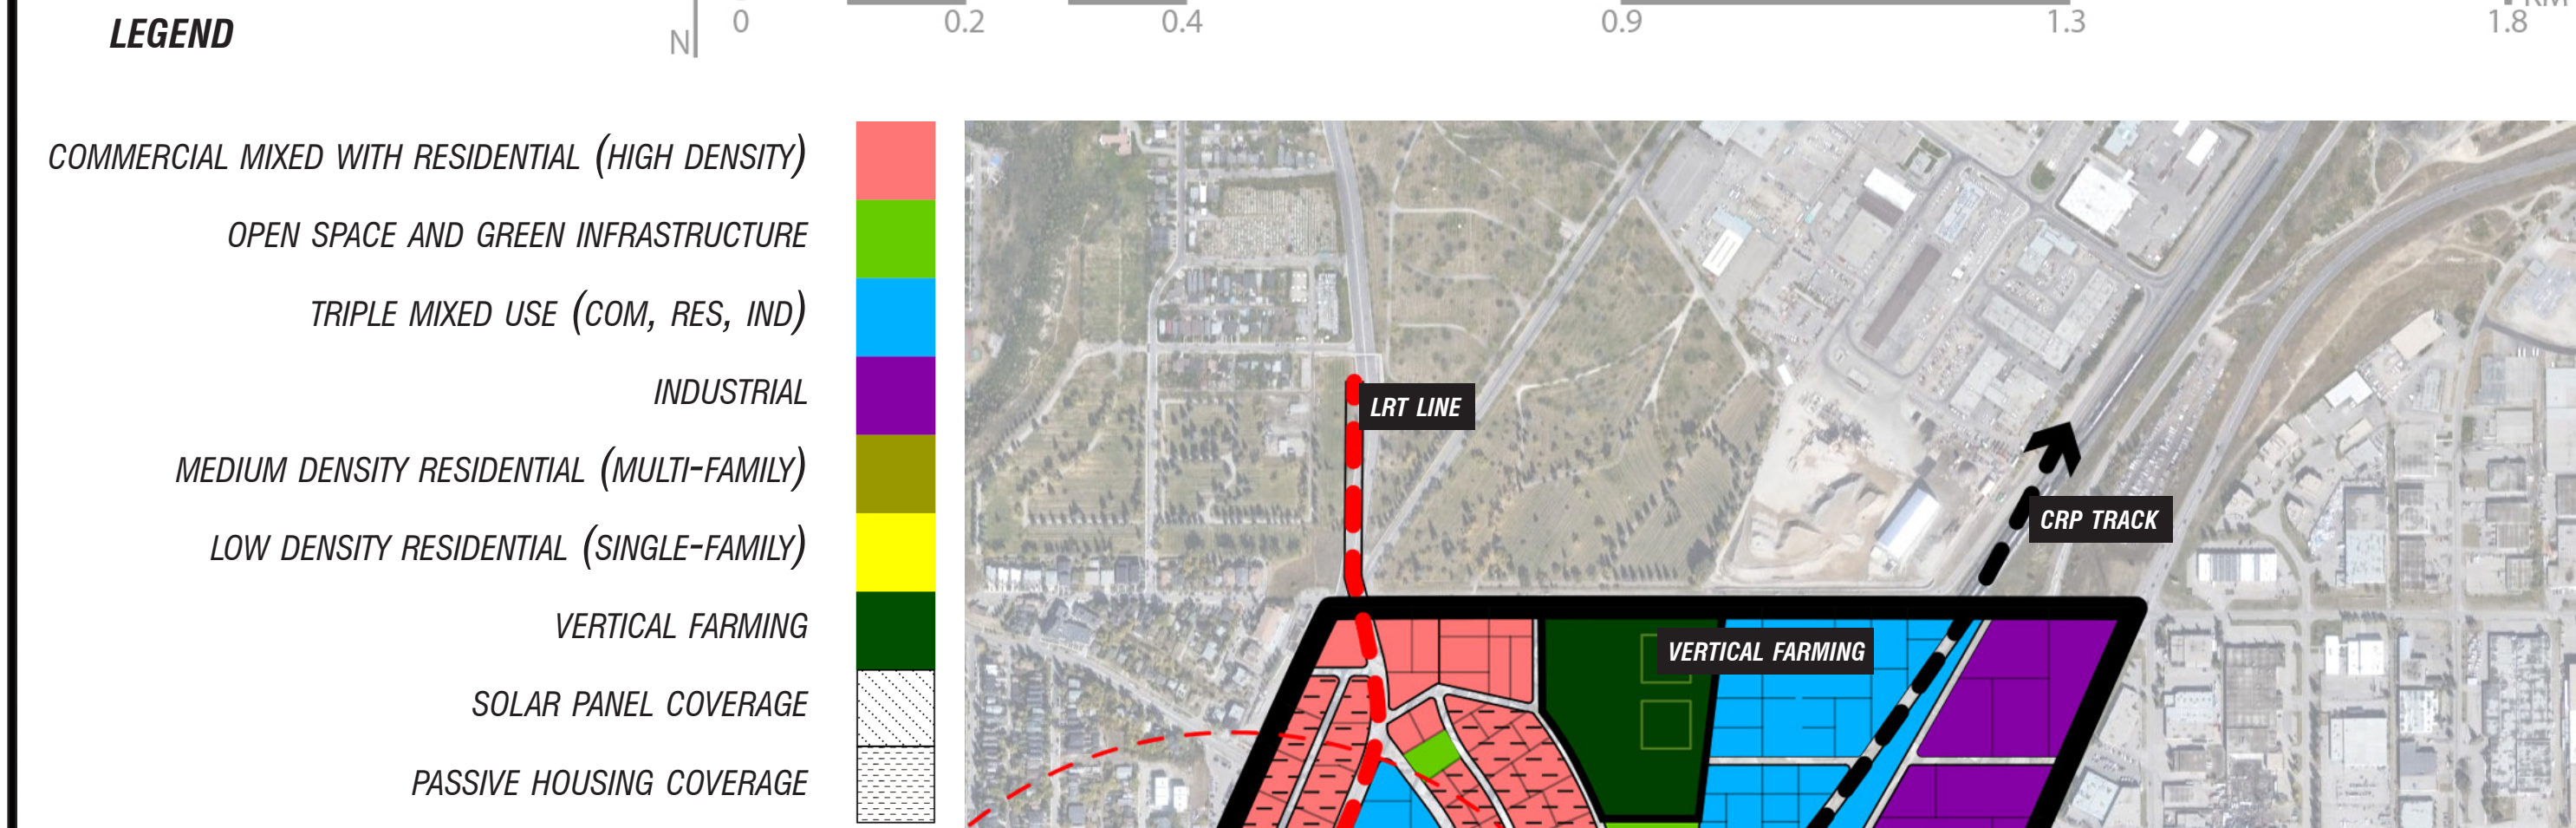 LEGEND
N
0
0.2
0.4
0.9
1.3
1.8
KM
COMMERCIAL MIXED WITH RESIDENTIAL (HIGH DENSITY)
OPEN SPACE AND GREEN INFRASTRUCTURE
TRIPLE MIXED USE (COM, RES, IND)
INDUSTRIAL
MEDIUM DENSITY RESIDENTIAL (MULTI-FAMILY)
LOW DENSITY RESIDENTIAL (SINGLE-FAMILY)
VERTICAL FARMING
SOLAR PANEL COVERAGE
PASSIVE HOUSING COVERAGE
LRT LINE
CRP TRACK
VERTICAL FARMING